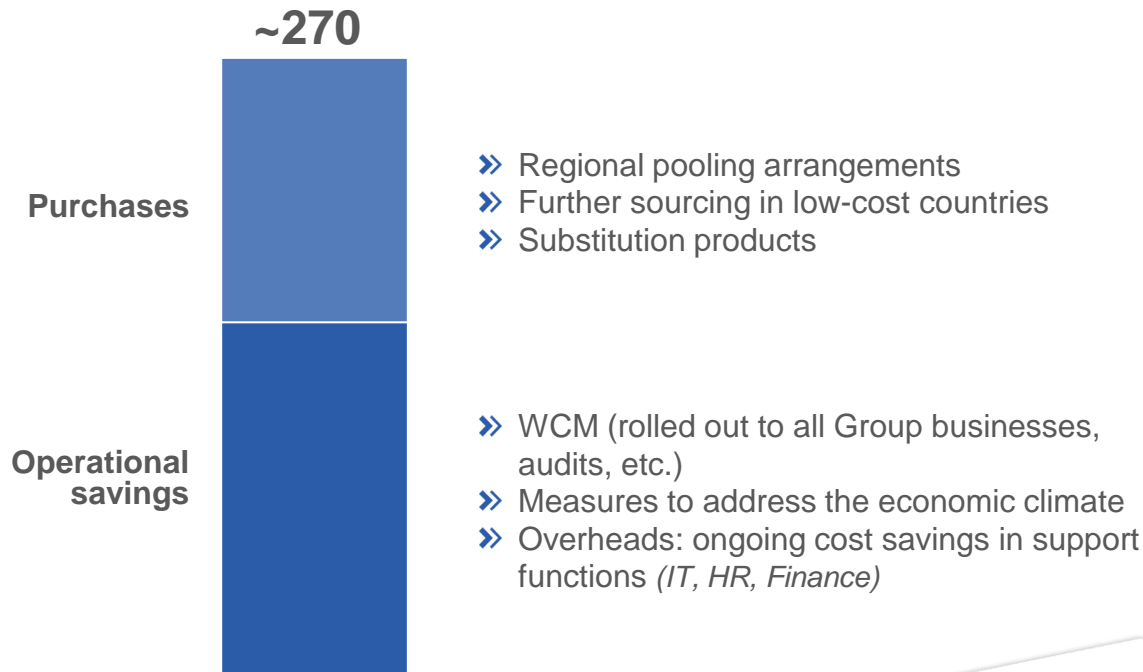 ~270
Purchases
» Regional pooling arrangements
» Further sourcing in low-cost countries
» Substitution products
Operational
savings
» WCM (rolled out to all Group businesses,
audits, etc.)
» Measures to address the economic climate
» Overheads: ongoing cost savings in support
functions (IT, HR, Finance)